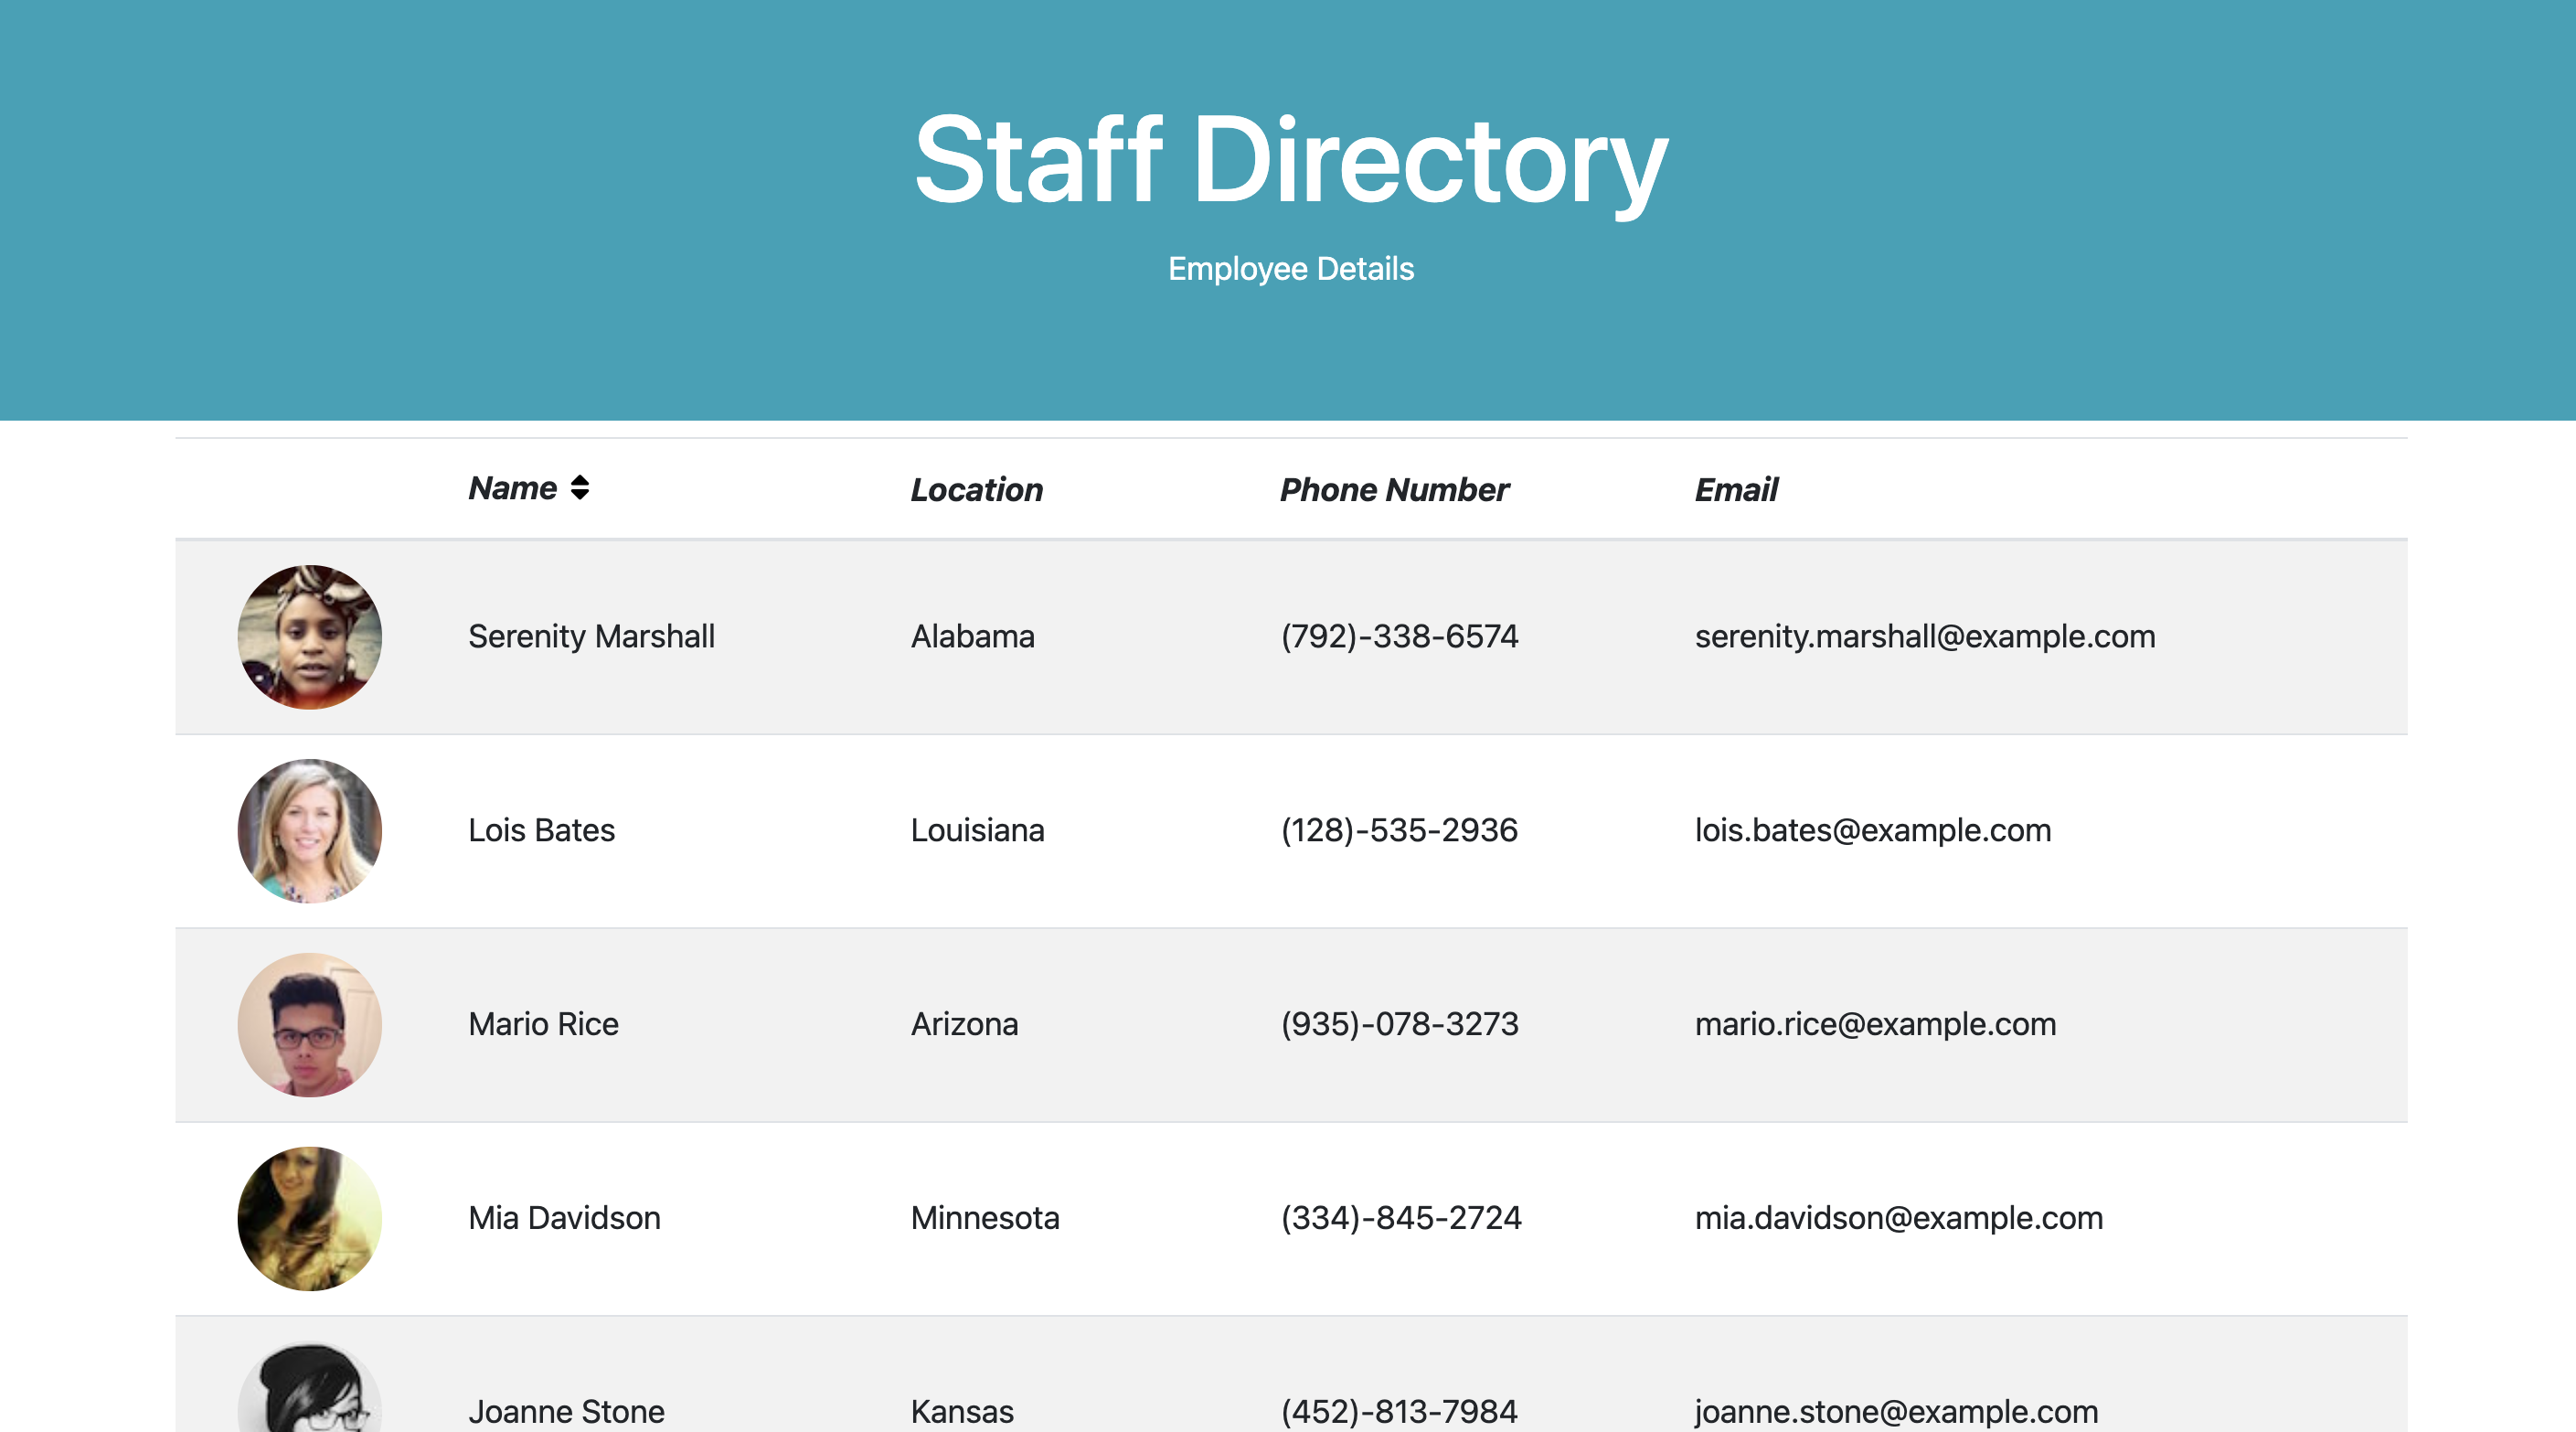 Staff Directory
Employee Details
Name Location Phone Number Email
Serenity Marshall Alabama (792)-338-6574 serenity.marshall@example.com
Lois Bates Louisiana (128)-535-2936 lois.bates@example.com
Mario Rice Arizona (935)-078-3273 mario.rice@example.com
Mia Davidson Minnesota (334)-845-2724 mia.davidson@example.com
Joanne Stone Kansas (452)-813-7984 joanne.stone@example.com